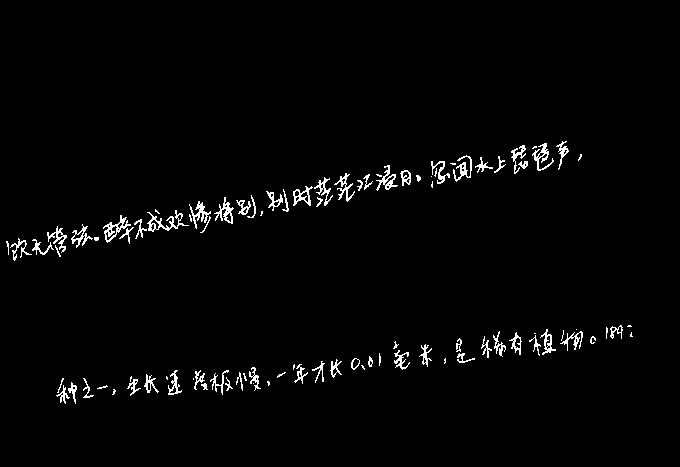 饮无管弦。醉不成欢惨将别,别时茫茫江浸月。忽闻水上琵琶声,
种之一,生长速度极慢,一年才长0.01毫米,是稀有植物。184